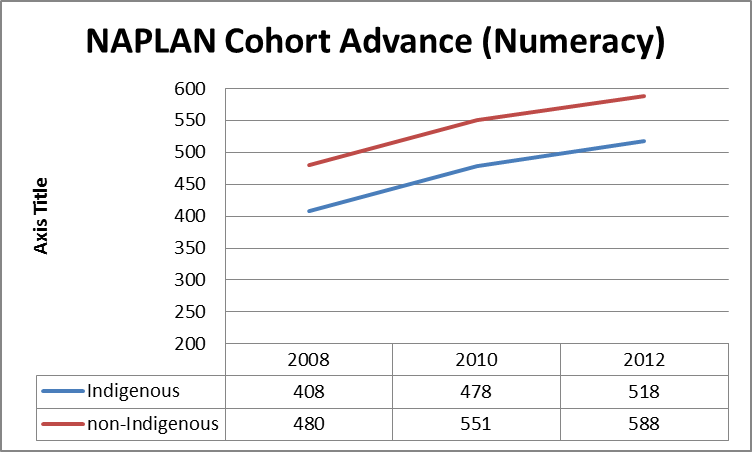 NAPLAN Cohort Advance (Numeracy)
Axis Title
600
550
500
450
400
350
300
250
200
2008 2010 2012
Indigenous 408 478 518
non-Indigenous 480 551 588